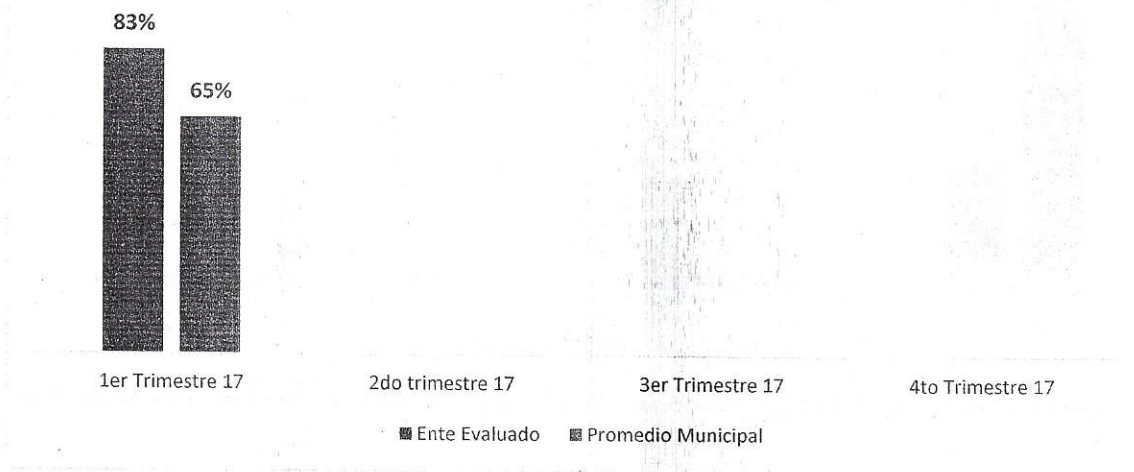 83%
65%
1er Trimestre 17 2do trimestre 17 3er Trimestre 17 4to Trimestre 17
Ente Evaluado Promedio Municipal